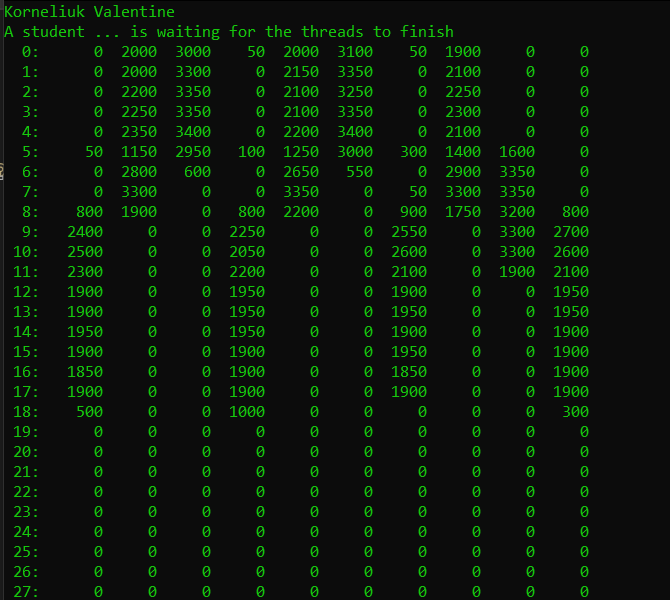 Korneliuk Valentine
A student ... is waiting for the threads to finish
0: 0 2000 3000 50 2000 3100 50 1900 0 0
1: 0 2000 3300 0 2150 3350 0 2100 0 0
2: 0 2200 3350 0 2100 3250 0 2250 0 0
3: 0 2250 3350 0 2100 3350 0 2300 0 0
4: 0 2350 3400 0 2200 3400 0 2100 0 0
5: 50 1150 2950 100 1250 3000 300 1400 1600 0
6: 0 2800 600 0 2650 550 0 2900 3350 0
7: 0 3300 0 0 3350 0 50 3300 3350 0
8: 800 1900 0 800 2200 0 900 1750 3200 800
9: 2400 0 0 2250 0 0 2550 0 3300 2700
10: 2500 0 0 2050 0 0 2600 0 3300 2600
11: 2300 0 0 2200 0 0 2100 0 1900 2100
12: 1900 0 0 1950 0 0 1900 0 0 1950
13: 1900 0 0 1950 0 0 1950 0 0 1950
14: 1950 0 0 1950 0 0 1900 0 0 1900
15: 1900 0 0 1900 0 0 1950 0 0 1900
16: 1850 0 0 1900 0 0 1850 0 0 1900
17: 1900 0 0 1900 0 0 1900 0 0 1900
18: 500 0 0 1000 0 0 0 0 0 300
19: 0 0 0 0 0 0 0 0 0 0
20: 0 0 0 0 0 0 0 0 0 0
21: 0 0 0 0 0 0 0 0 0 0
22: 0 0 0 0 0 0 0 0 0 0
23: 0 0 0 0 0 0 0 0 0 0
24: 0 0 0 0 0 0 0 0 0 0
25: 0 0 0 0 0 0 0 0 0 0
26: 0 0 0 0 0 0 0 0 0 0
27: 0 0 0 0 0 0 0 0 0 0